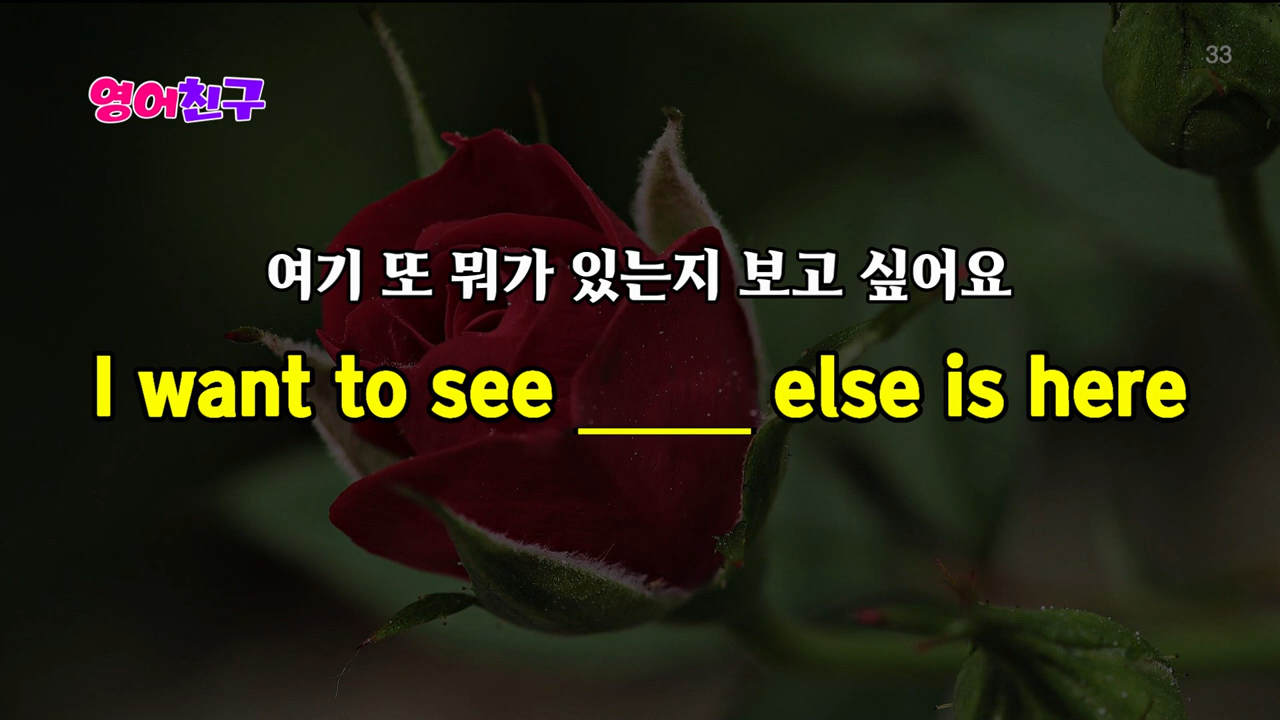 33
영어친구
여기 또 뭐가 있는지 보고 싶어요
I want to see _____ else is here